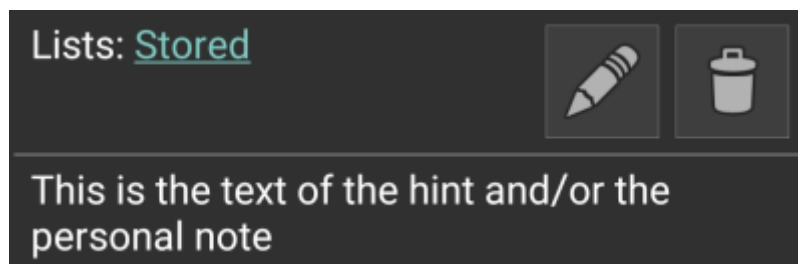 Lists: Stored
This is the text of the hint and/or the
personal note